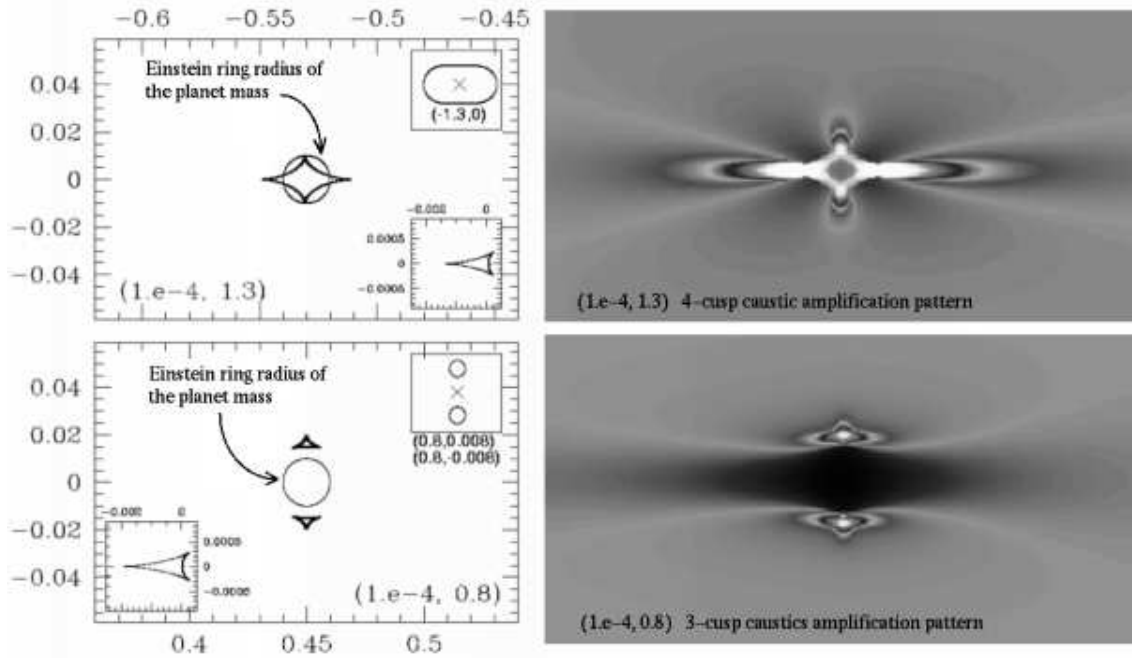 −0.6 −0.55 −0.5 −0.45
Einstein ring radius of
the planet mass
(-1.3,0)
0.04
0.02
0
−0.02
−0.04
-0.008 0
0.0005
0
-0.0005
(1.e−4, 1.3)
(1.e−4, 1.3) 4−cusp caustic amplification pattern
Einstein ring radius of
the planet mass
(0.8,0.008)
(0.8,-0.008)
0.04
0.02
0
−0.02
−0.04
-0.008 0
0.0005
0
-0.0005
(1.e−4, 0.8)
0.4 0.45 0.5
(1.e−4, 0.8) 3−cusp caustics amplification pattern